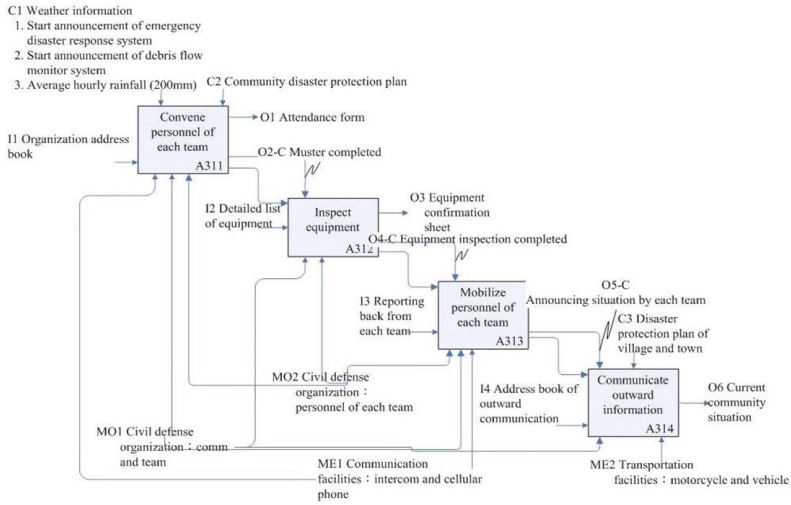 C1 Weather information
1. Start announcement of emergency
disaster response system
2. Start announcement of debris flow
monitor system
3. Average hourly rainfall (200mm)
C2 Community disaster protection plan
Convene
personnel of
each team
A311
O1 Attendance form
I1 Organization address
book
O2-C Muster completed
I2 Detailed list
of equipment
Inspect
equipment
A312
O3 Equipment
confirmation
sheet
O4-C Equipment inspection completed
I3 Reporting
back from
each team
Mobilize
personnel of
each team
A313
O5-C
Announcing situation by each team
C3 Disaster
protection plan of
village and town
MO2 Civil defense
organization：
personnel of each team
I4 Address book of
outward
communication
Communicate
outward
information
A314
O6 Current
community
situation
MO1 Civil defense
organization：comm
and team
ME1 Communication
facilities：intercom and cellular
phone
ME2 Transportation
facilities：motorcycle and vehicle